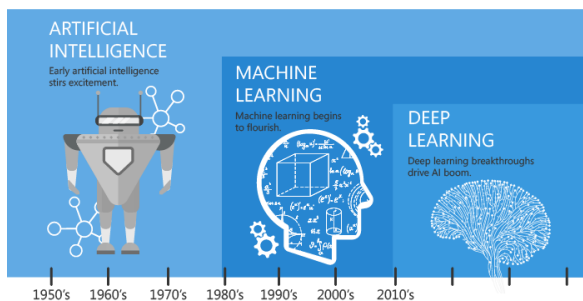 ARTIFICIAL
INTELLIGENCE
Early artificial intelligence
stirs excitement.
MACHINE
LEARNING
Machine learning begins
to flourish.
DEEP
LEARNING
Deep learning breakthroughs
drive AI boom.
1950's 1960's 1970's 1980's 1990's 2000's 2010's